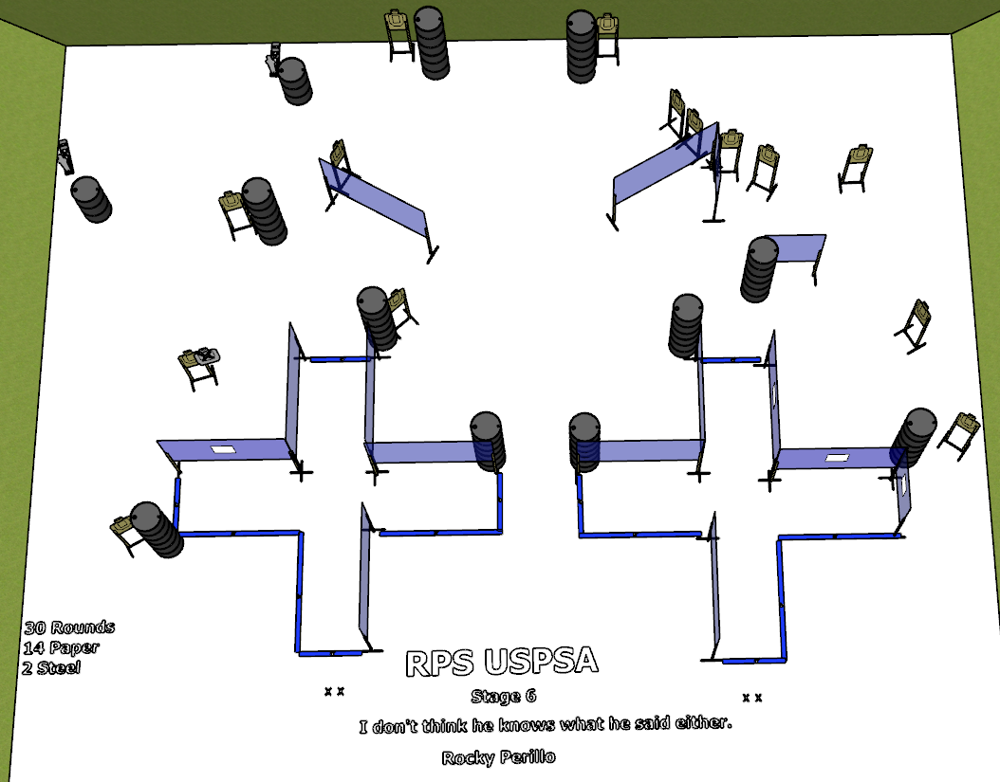 30 Rounds
14 Paper
2 Steel
RPS USPSA
x x
x x
Stage 6
I don't think he knows what he said either.
Rocky Perillo